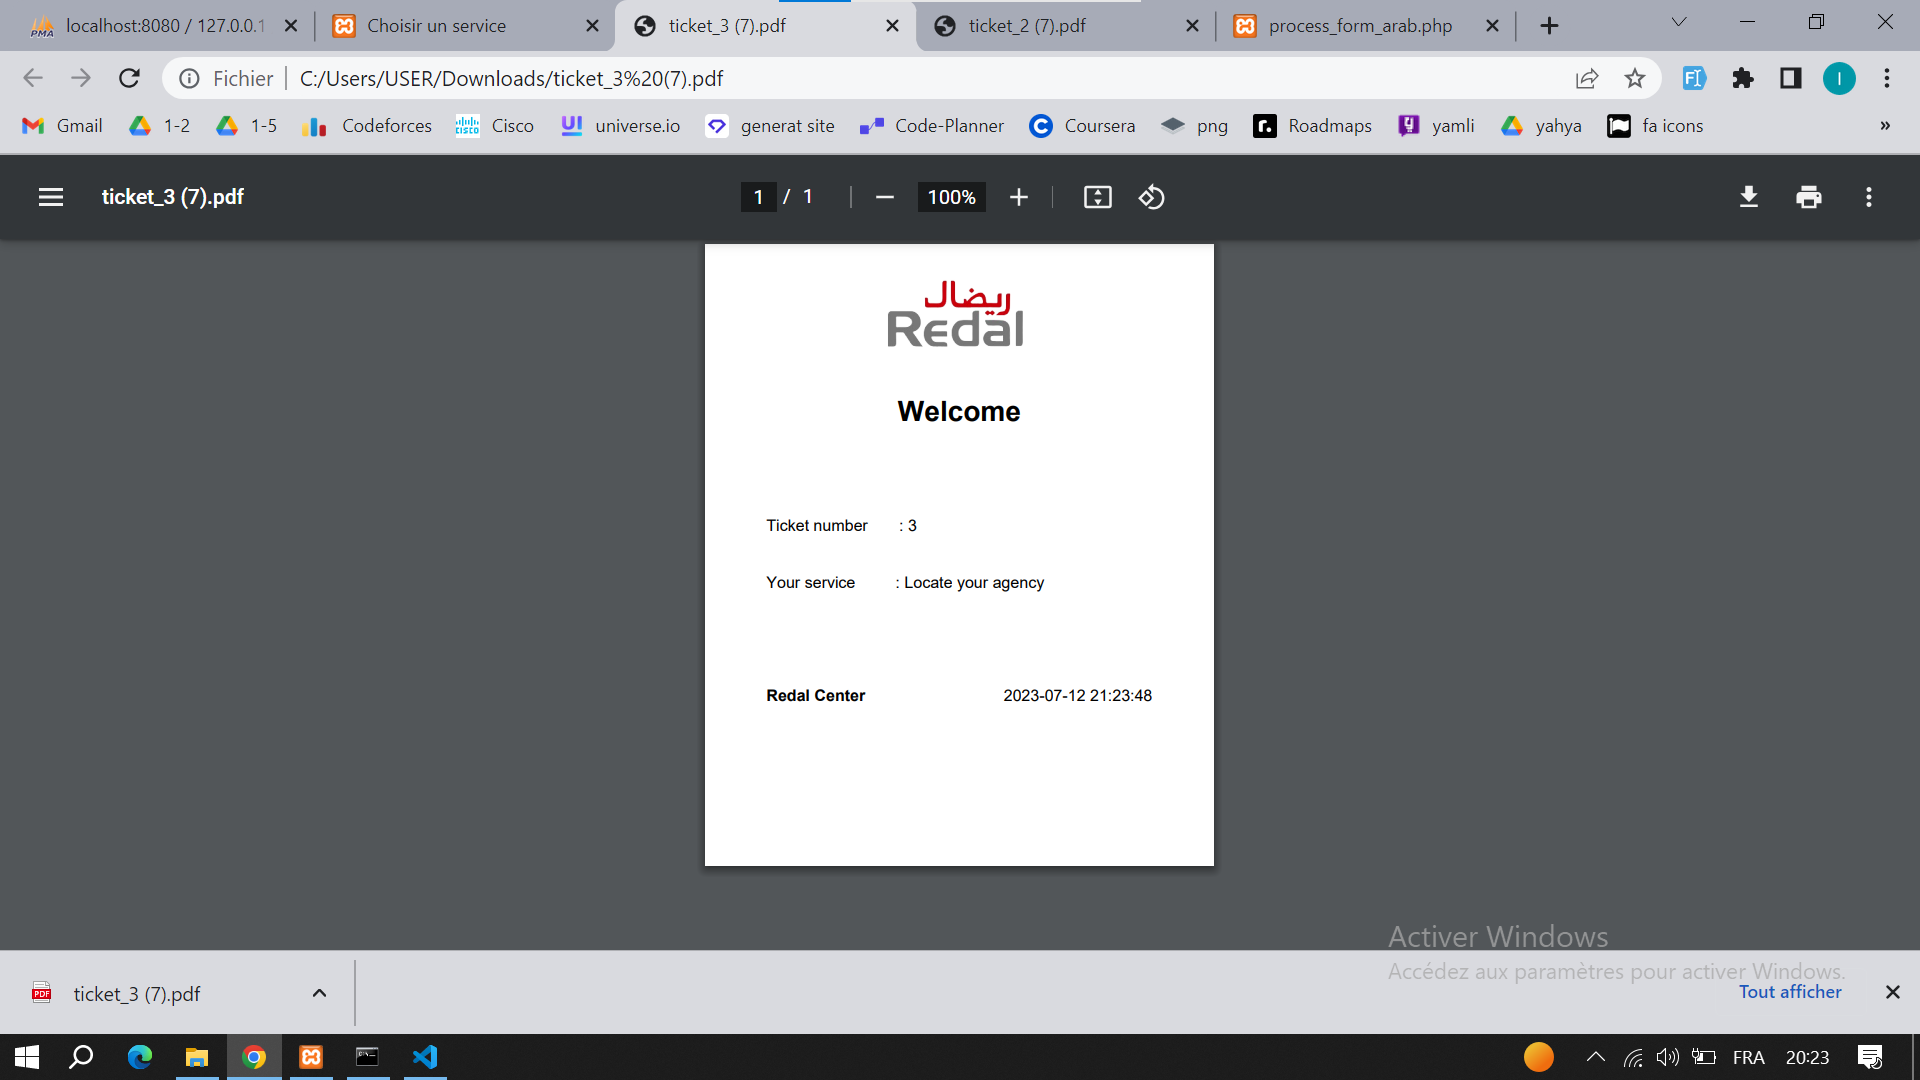 localhost:8080 / 127.0.0.1
Choisir un service
ticket_3 (7).pdf
ticket_2 (7).pdf
process_form_arab.php
Fichier
C:/Users/USER/Downloads/ticket_3%20(7).pdf
Gmail
1-2
1-5
Codeforces
Cisco
universe.io
generat site
Code-Planner
Coursera
png
Roadmaps
yamli
yahya
fa icons
»
ticket_3 (7).pdf
1 / 1
100%
ريضال
Redal
Welcome
Ticket number : 3
Your service : Locate your agency
Redal Center 2023-07-12 21:23:48
Activer Windows
Accédez aux paramètres pour activer Windows.
PDF
ticket_3 (7).pdf
Tout afficher
FRA
20:23